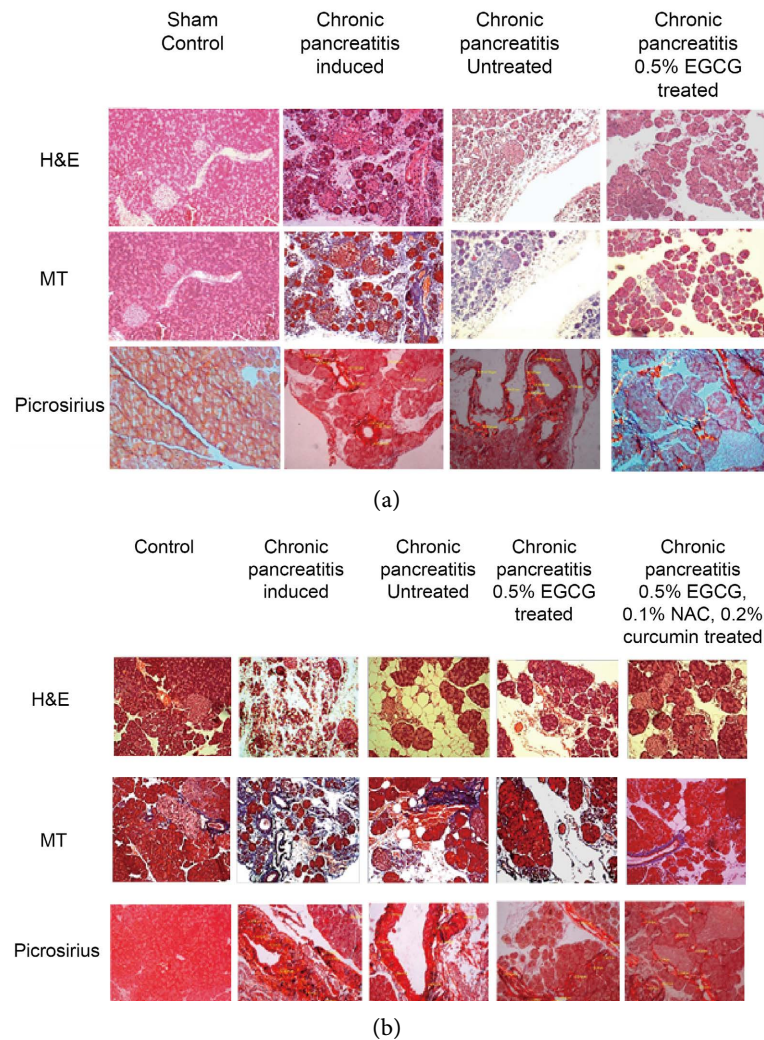 Sham
Control
Chronic
pancreatitis
induced
Chronic
pancreatitis
Untreated
Chronic
pancreatitis
0.5% EGCG
treated
H&E
MT
Picrosirius
(a)
Control
Chronic
pancreatitis
induced
Chronic
pancreatitis
Untreated
Chronic
pancreatitis
0.5% EGCG
treated
Chronic
pancreatitis
0.5% EGCG,
0.1% NAC, 0.2%
curcumin treated
H&E
MT
Picrosirius
(b)